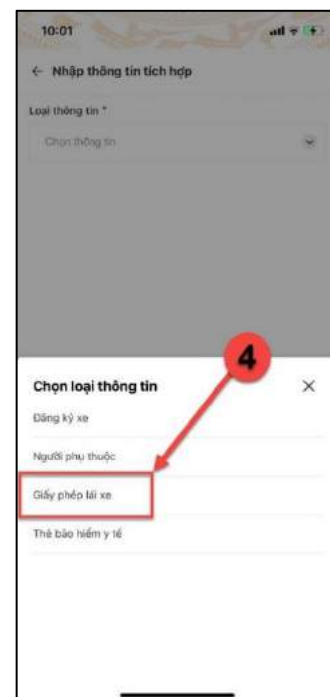 10:01
← Nhập thông tin tích hợp
Loại thông tin *
Chọn thông tin
4
Chọn loại thông tin
Đăng ký xe
Người phụ thuộc
Giấy phép lái xe
Thẻ bảo hiểm y tế